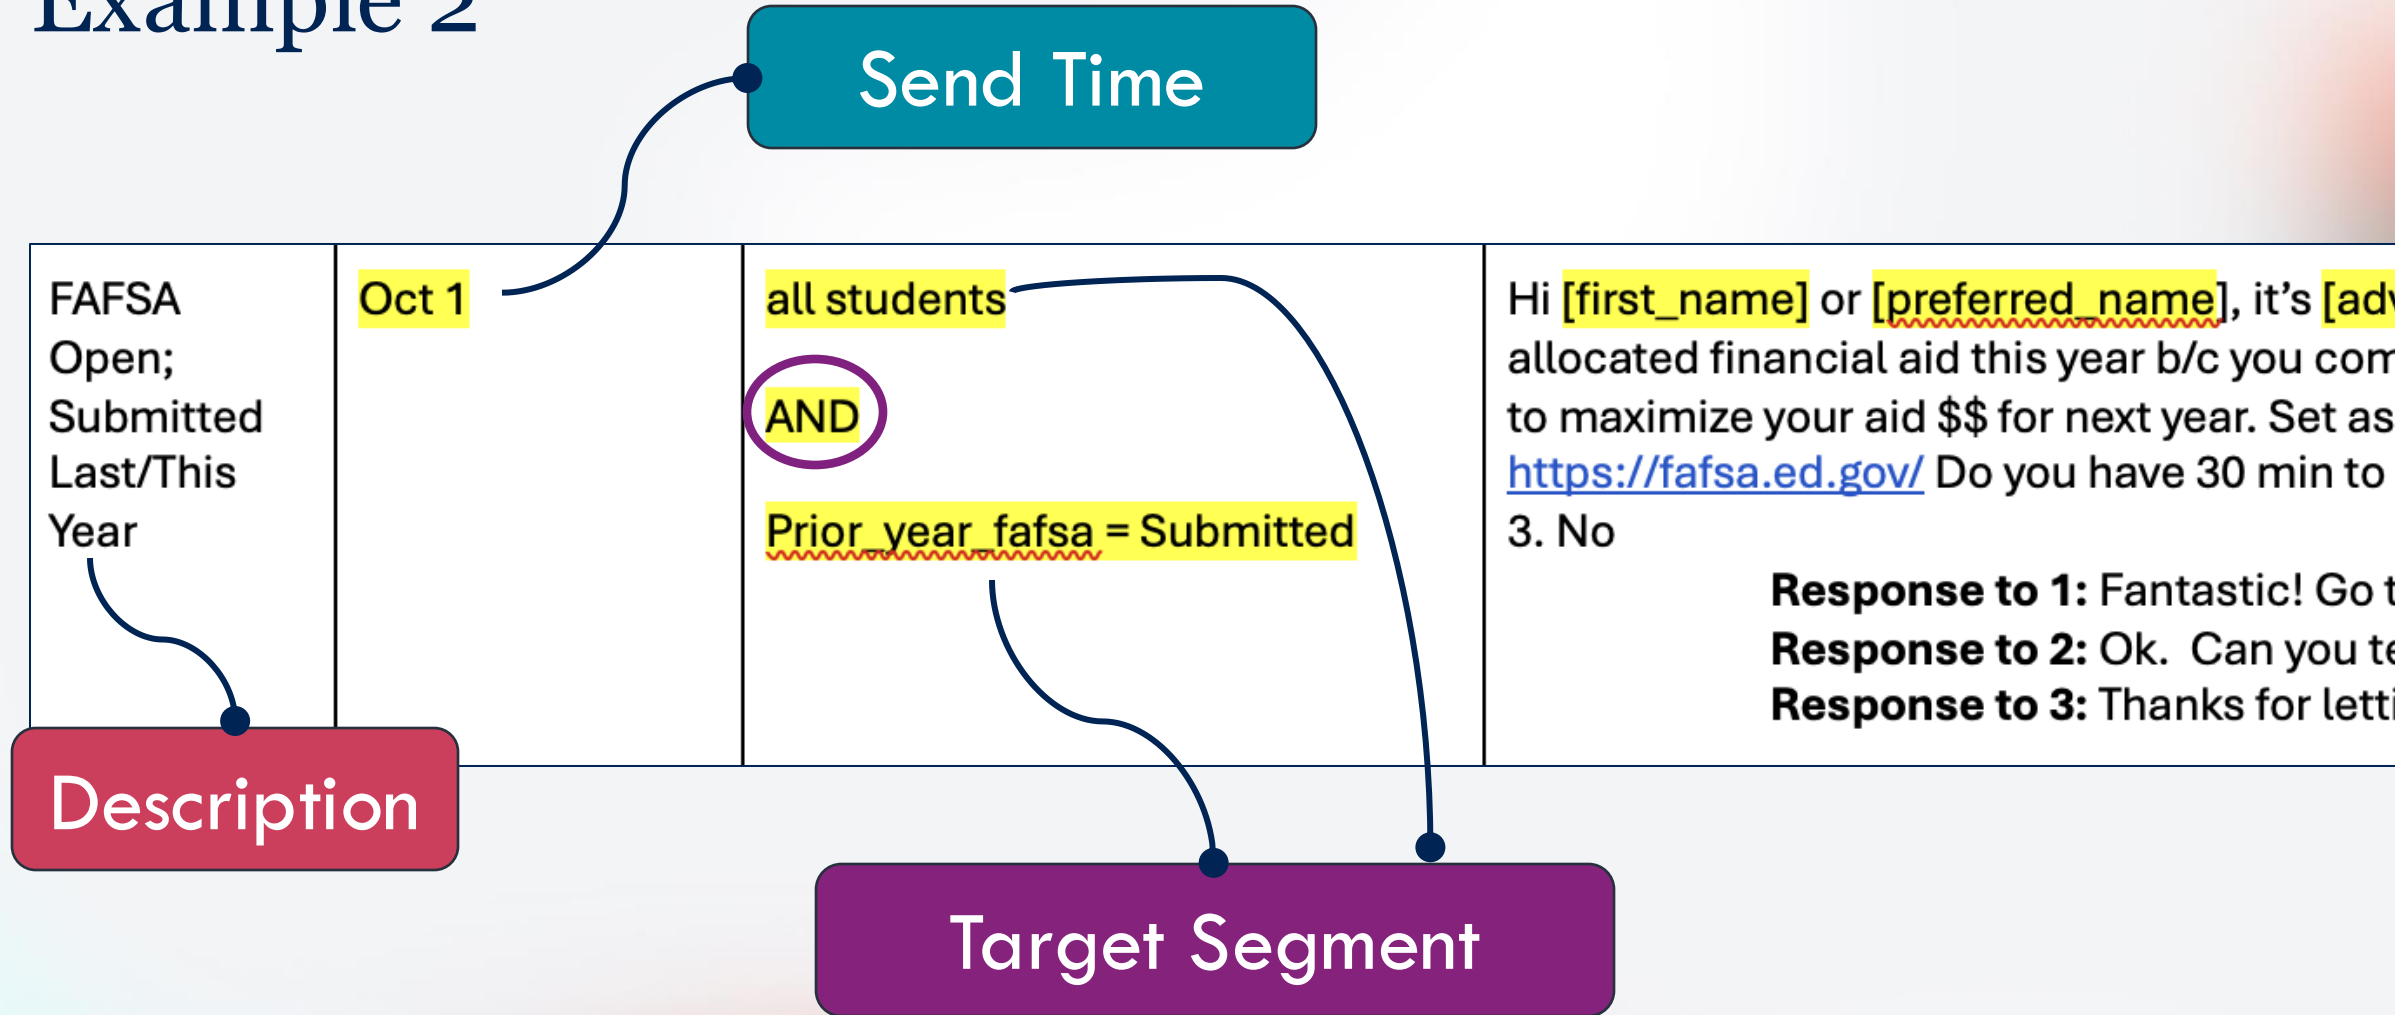 Example 2
Send Time
FAFSA
Open;
Submitted
Last/This
Year
Oct 1
all students
AND
Prior_year_fafsa = Submitted
Hi [first_name] or [preferred_name], it’s
allocated financial aid this year b/c you
to maximize your aid $$ for next year. Set
https://fafsa.ed.gov/ Do you have 30 min to
3. No
Response to 1: Fantastic! Go
Response to 2: Ok.  Can you
Response to 3: Thanks for
Description
Target Segment